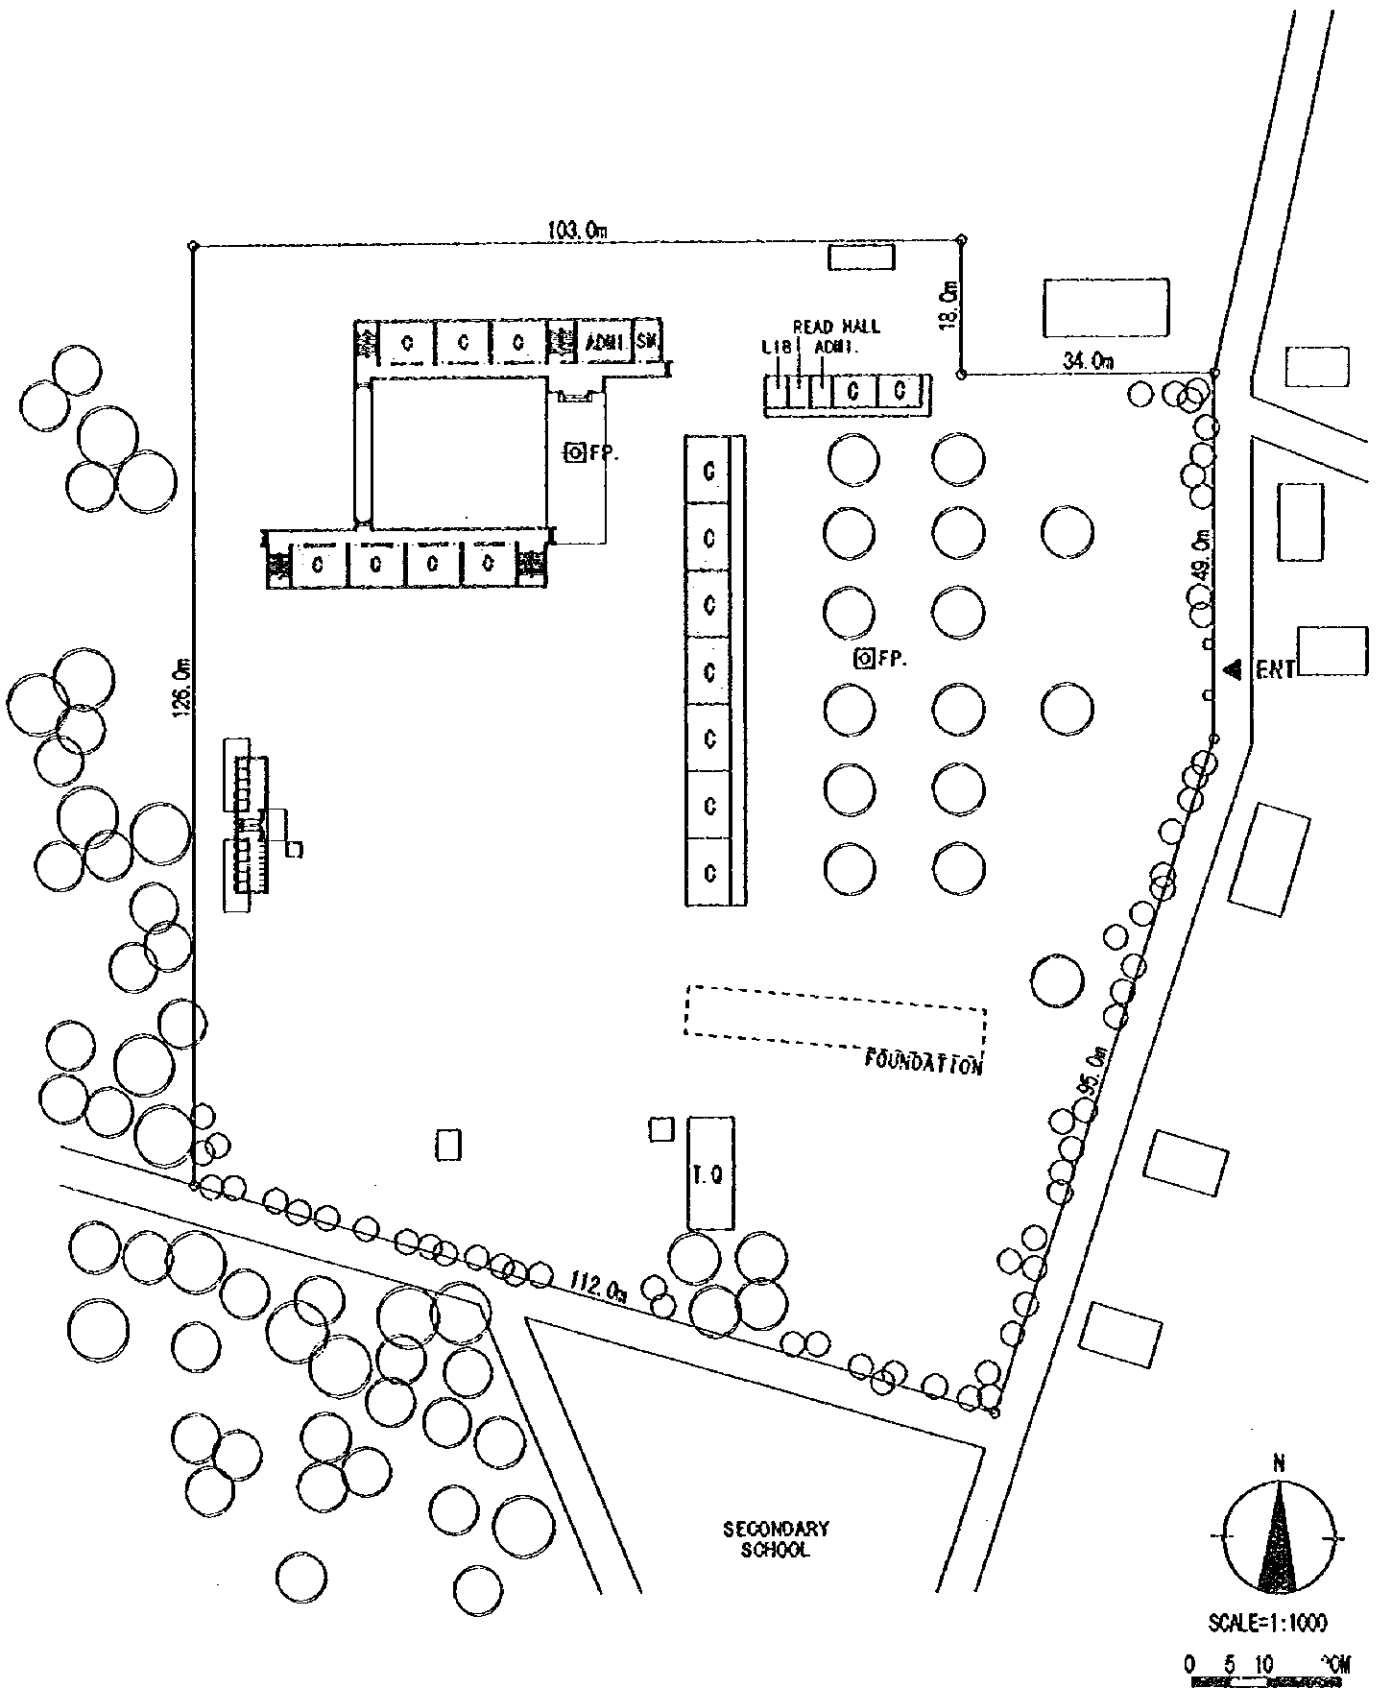 103.0m
18.0m
34.0m
C C C ADMI. SM
READ HALL
LIB ADMI.
C C
FP.
C
C
C
C
C
C
C
C C C C
49.0m
FP.
ENT
126.0m
FOUNDATION
95.0m
T.Q
112.0m
SECONDARY
SCHOOL
N
SCALE=1:1000
0 5 10